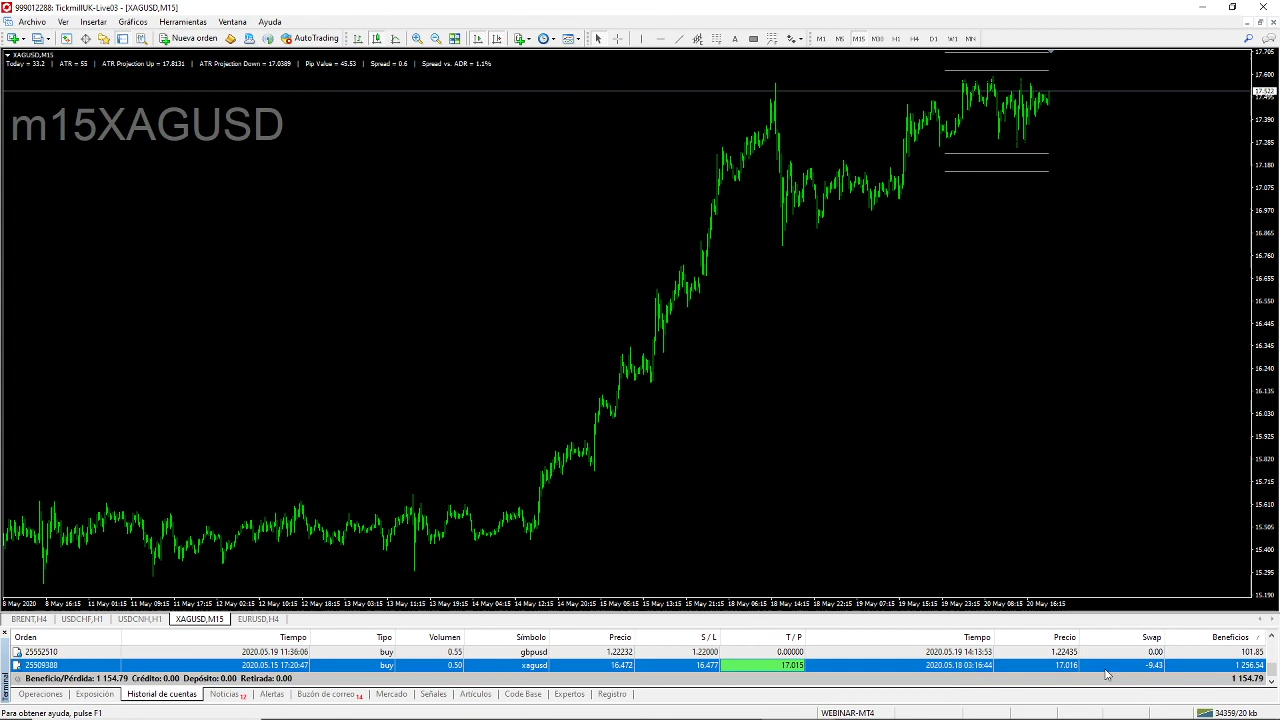 999012288: TickmillUK-Live03 - [XAGUSD,M15]
Archivo Ver Insertar Gráficos Herramientas Ventana Ayuda
Nueva orden AutoTrading M1 M5 M15 M30 H1 H4 D1 W1 MN
XAGUSD,M15
Today = 33.2 ATR = 55 ATR Projection Up = 17.8131 ATR Projection Down = 17.0389 Pip Value = 45.53 Spread = 0.6 Spread vs. ADR = 1.1%
m15XAGUSD
17.705
17.600
17.522
17.495
17.390
17.285
17.180
17.075
16.970
16.865
16.760
16.655
16.550
16.445
16.345
16.240
16.135
16.030
15.925
15.820
15.715
15.610
15.505
15.400
15.295
15.190
8 May 2020 8 May 16:15 11 May 01:15 11 May 09:15 11 May 17:15 12 May 02:15 12 May 10:15 12 May 18:15 13 May 03:15 13 May 11:15 13 May 19:15 14 May 04:15 14 May 12:15 14 May 20:15 15 May 05:15 15 May 13:15 15 May 21:15 18 May 06:15 18 May 14:15 18 May 22:15 19 May 07:15 19 May 15:15 19 May 23:15 20 May 08:15 20 May 16:15
BRENT,H4 USDCHF,H1 USDCNH,H1 XAGUSD,M15 EURUSD,H4
Orden Tiempo Tipo Volumen Símbolo Precio S / L T / P Tiempo Precio Swap Beneficios
25552510 2020.05.19 11:36:06 buy 0.55 gbpusd 1.22232 1.22000 0.00000 2020.05.19 14:13:53 1.22435 0.00 101.85
25509388 2020.05.15 17:20:47 buy 0.50 xagusd 16.472 16.477 17.015 2020.05.18 03:16:44 17.016 -9.43 1 256.54
Beneficio/Pérdida: 1 154.79 Crédito: 0.00 Depósito: 0.00 Retirada: 0.00 1 154.79
Terminal
Operaciones Exposición Historial de cuentas Noticias 12 Alertas Buzón de correo 14 Mercado Señales Artículos Code Base Expertos Registro
Para obtener ayuda, pulse F1 WEBINAR-MT4 34359/20 kb